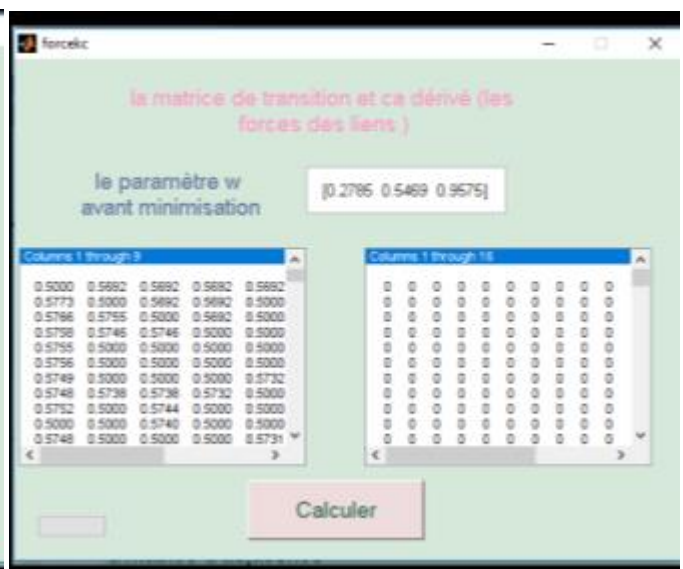 forcekc
la matrice de transition et ca dérivé (les
forces des liens )
le paramètre w
avant minimisation
[0.2785 0.5469 0.9575]
Columns 1 through 9
0.5000 0.5692 0.5692 0.5692 0.5692
0.5773 0.5000 0.5692 0.5692 0.5000
0.5766 0.5755 0.5000 0.5692 0.5000
0.5758 0.5746 0.5746 0.5000 0.5000
0.5755 0.5000 0.5000 0.5000 0.5000
0.5756 0.5000 0.5000 0.5000 0.5000
0.5749 0.5000 0.5000 0.5000 0.5732
0.5748 0.5738 0.5738 0.5732 0.5000
0.5752 0.5000 0.5744 0.5000 0.5000
0.5000 0.5000 0.5740 0.5000 0.5000
0.5748 0.5000 0.5000 0.5000 0.5731
Columns 1 through 16
0 0 0 0 0 0 0 0 0 0
0 0 0 0 0 0 0 0 0 0
0 0 0 0 0 0 0 0 0 0
0 0 0 0 0 0 0 0 0 0
0 0 0 0 0 0 0 0 0 0
0 0 0 0 0 0 0 0 0 0
0 0 0 0 0 0 0 0 0 0
0 0 0 0 0 0 0 0 0 0
0 0 0 0 0 0 0 0 0 0
0 0 0 0 0 0 0 0 0 0
0 0 0 0 0 0 0 0 0 0
Calculer